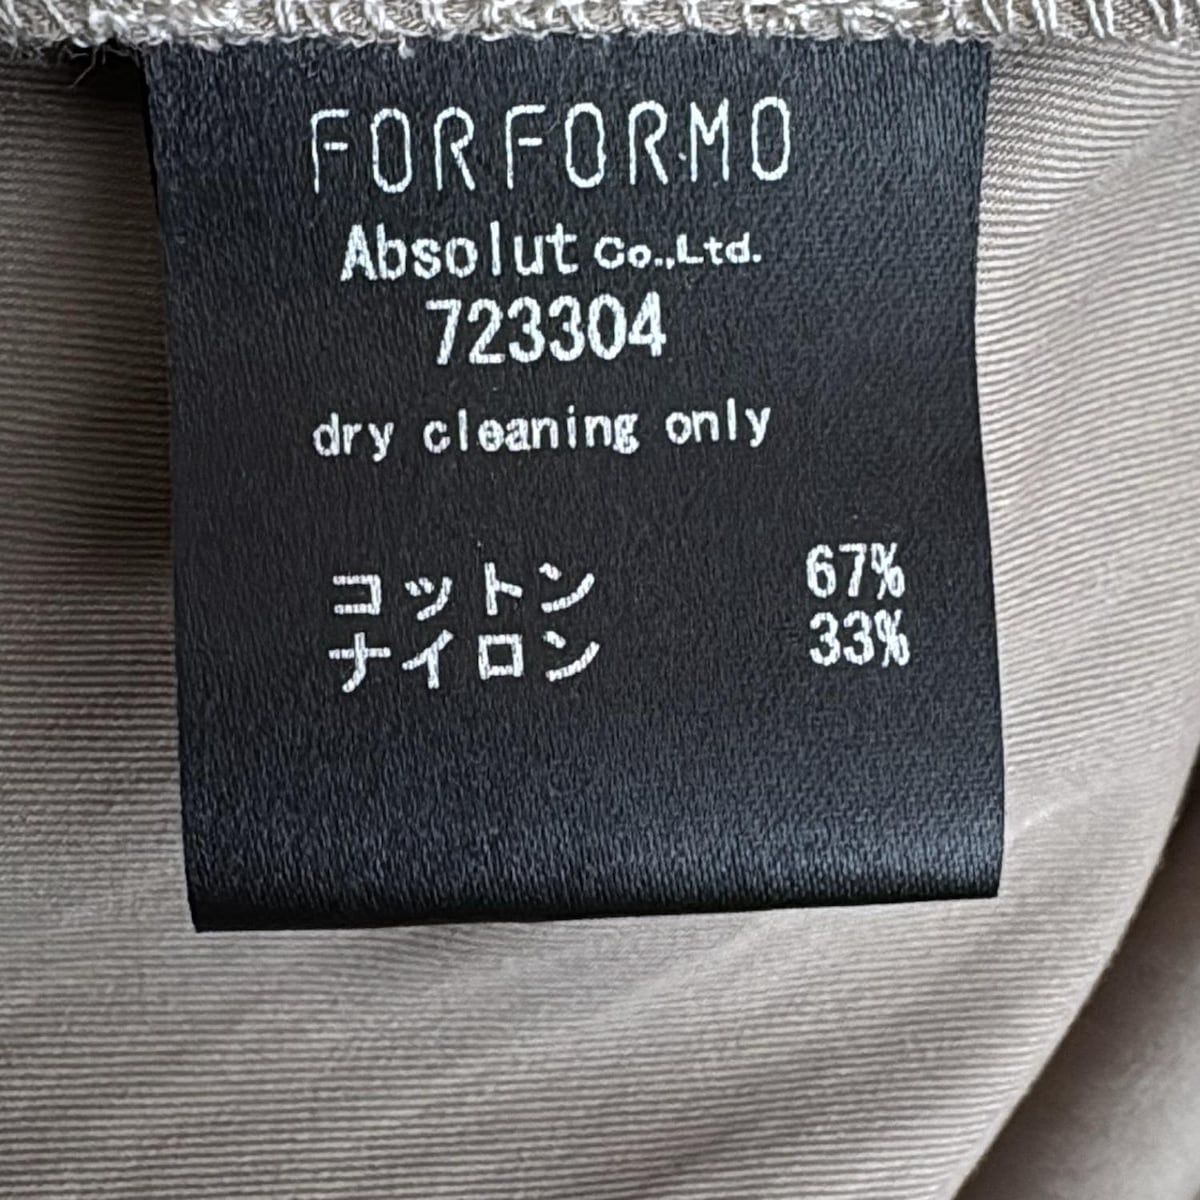 FORFORMO
Absolut Co.,Ltd.
723304
dry cleaning only
コットン 67%
ナイロン 33%